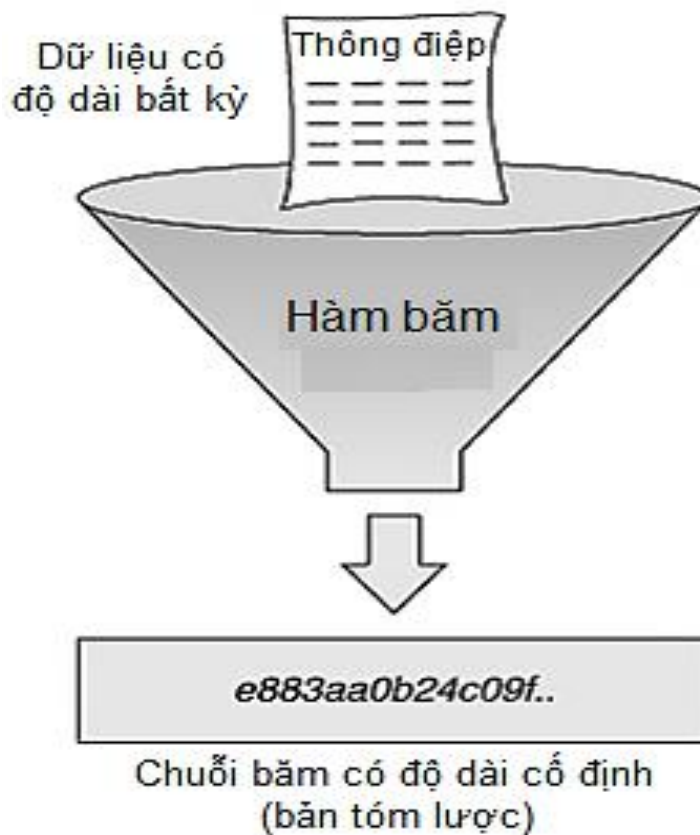 Dữ liệu có
độ dài bất kỳ
Thông điệp
Hàm băm
e883aa0b24c09f..
Chuỗi băm có độ dài cố định
(bản tóm lược)